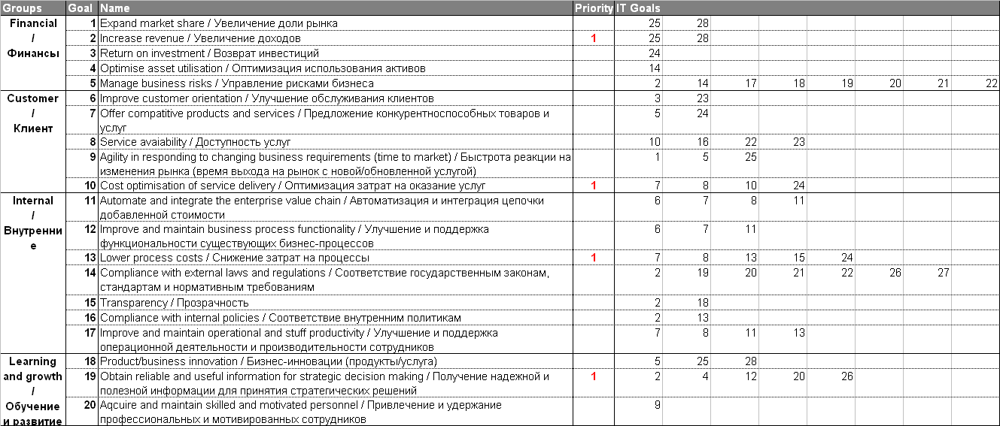 Groups Goal Name Priority IT Goals
Financial 1 Expand market share / Увеличение доли рынка 25 28
/ 2 Increase revenue / Увеличение доходов 1 25 28
Финансы 3 Return on investment / Возврат инвестиций 24
4 Optimise asset utilisation / Оптимизация использования активов 14
5 Manage business risks / Управление рисками бизнеса 2 14 17 18 19 20 21 22
Customer 6 Improve customer orientation / Улучшение обслуживания клиентов 3 23
/ 7 Offer compatitive products and services / Предложение конкурентноспособных товаров и 5 24
Клиент услуг
8 Service avaiability / Доступность услуг 10 16 22 23
9 Agility in responding to changing business requirements (time to market) / Быстрота реакции на 1 5 25
изменения рынка (время выхода на рынок с новой/обновленной услугой)
10 Cost optimisation of service delivery / Оптимизация затрат на оказание услуг 1 7 8 10 24
Internal 11 Automate and integrate the enterprise value chain / Автоматизация и интеграция цепочки 6 7 8 11
/ добавленной стоимости
Внутренни 12 Improve and maintain business process functionality / Улучшение и поддержка 6 7 11
е функциональности существующих бизнес-процессов
13 Lower process costs / Снижение затрат на процессы 1 7 8 13 15 24
14 Compliance with external laws and regulations / Соответствие государственным законам, 2 19 20 21 22 26 27
стандартам и нормативным требованиям
15 Transparency / Прозрачность 2 18
16 Compliance with internal policies / Соответствие внутренним политикам 2 13
17 Improve and maintain operational and stuff productivity / Улучшение и поддержка 7 8 11 13
операционной деятельности и производительности сотрудников
Learning 18 Product/business innovation / Бизнес-инновации (продукты/услуга) 5 25 28
and growth 19 Obtain reliable and useful information for strategic decision making / Получение надежной и 1 2 4 12 20 26
/ полезной информации для принятия стратегических решений
Обучение 20 Aqcuire and maintain skilled and motivated personnel / Привлечение и удержание 9
и развитие профессиональных и мотивированных сотрудников